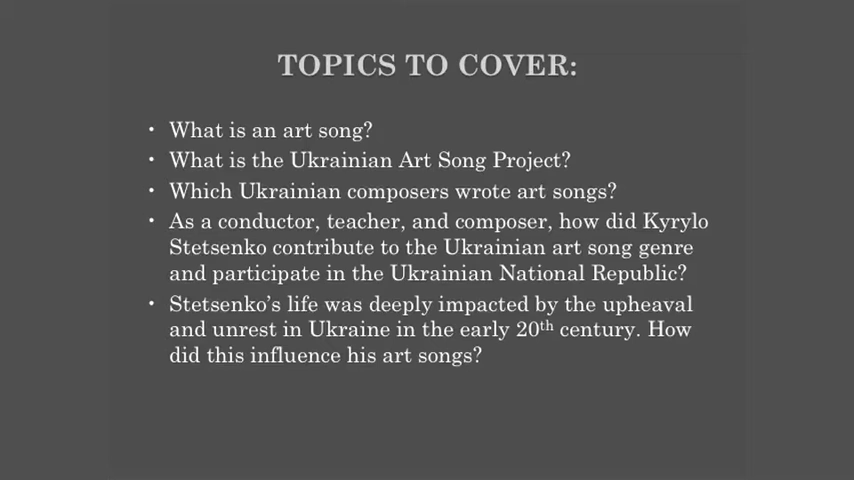 TOPICS TO COVER:
• What is an art song?
• What is the Ukrainian Art Song Project?
• Which Ukrainian composers wrote art songs?
• As a conductor, teacher, and composer, how did Kyrylo
Stetsenko contribute to the Ukrainian art song genre
and participate in the Ukrainian National Republic?
• Stetsenko’s life was deeply impacted by the upheaval
and unrest in Ukraine in the early 20th century. How
did this influence his art songs?